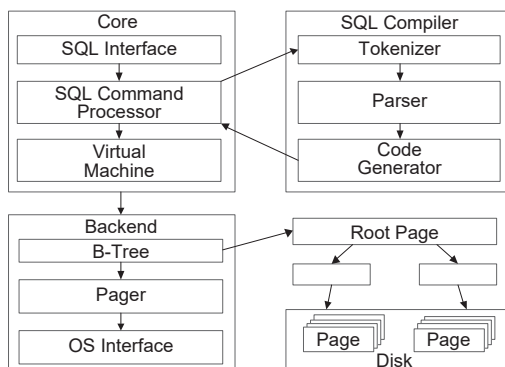 Core
SQL Interface
SQL Command
Processor
Virtual
Machine
SQL Compiler
Tokenizer
Parser
Code
Generator
Backend
B-Tree
Pager
OS Interface
Root Page
Page
Page
Disk